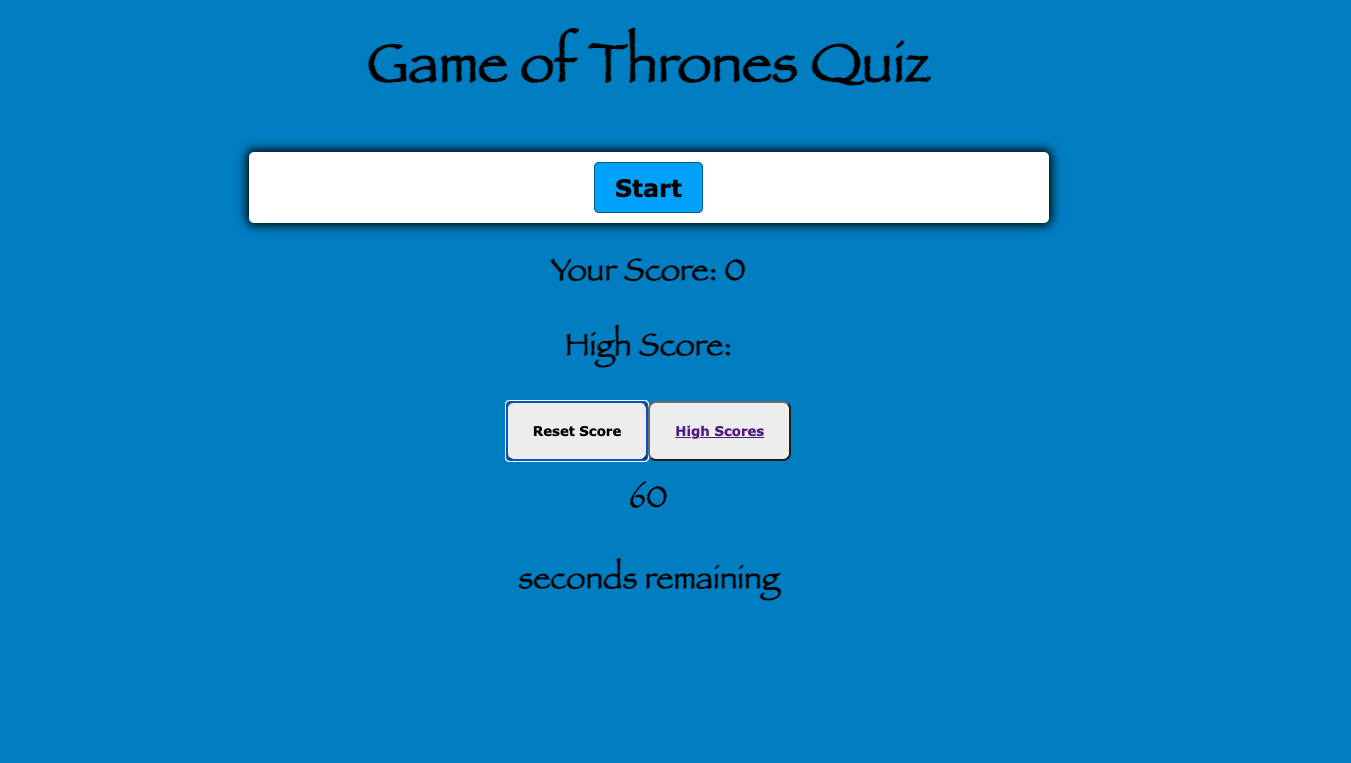 Game of Thrones Quiz
Start
Your Score: 0
High Score:
Reset Score High Scores
60
seconds remaining